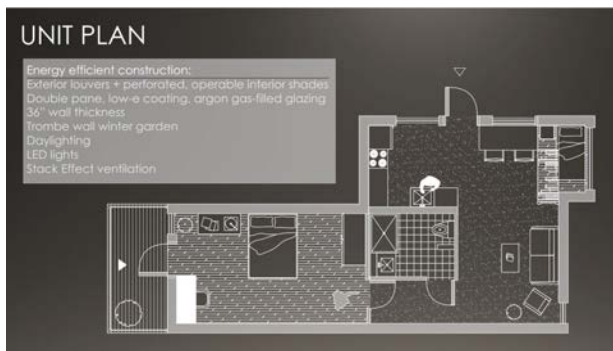 UNIT PLAN
Energy efficient construction:
Exterior louvers + perforated, operable interior shades
Double pane, low-e coating, argon gas-filled glazing
36" wall thickness
Trombe wall winter garden
Daylighting
LED lights
Stack Effect ventilation